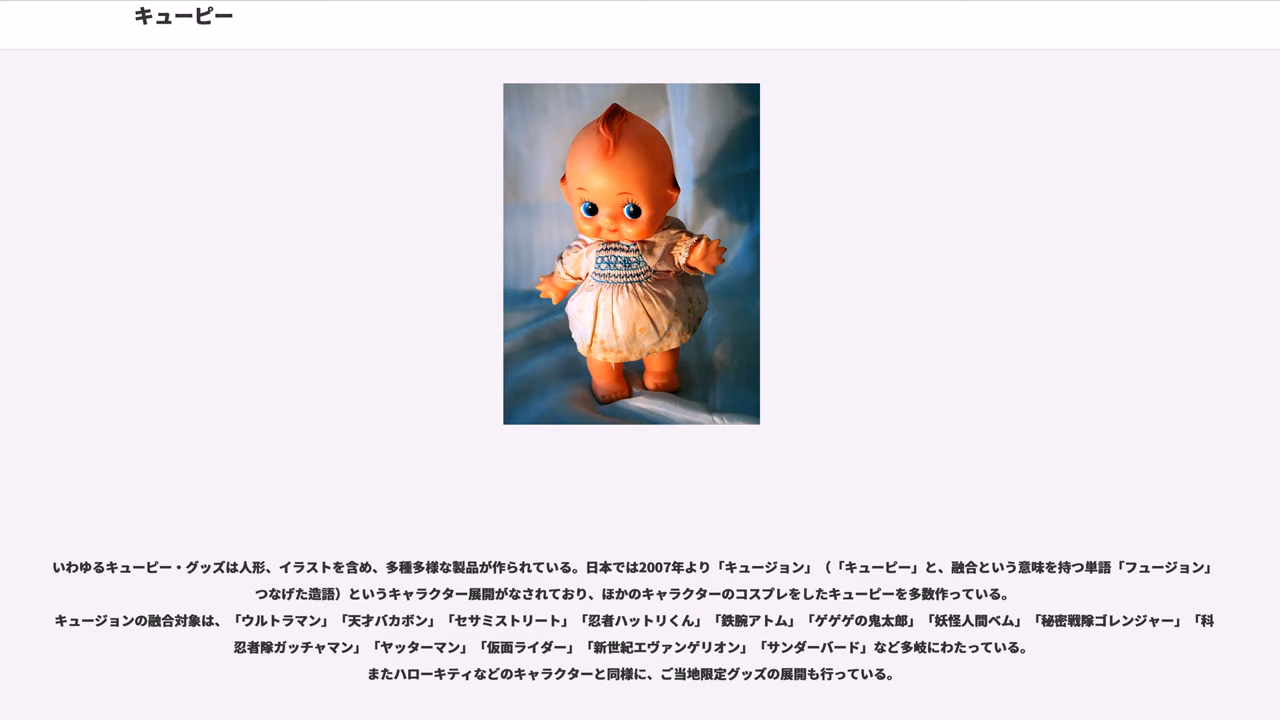 キューピー
いわゆるキューピー・グッズは人形、イラストを含め、多種多様な製品が作られている。日本では2007年より「キュージョン」（「キューピー」と、融合という意味を持つ単語「フュージョン」
つなげた造語）というキャラクター展開がなされており、ほかのキャラクターのコスプレをしたキューピーを多数作っている。
キュージョンの融合対象は、「ウルトラマン」「天才バカボン」「セサミストリート」「忍者ハットリくん」「鉄腕アトム」「ゲゲゲの鬼太郎」「妖怪人間ベム」「秘密戦隊ゴレンジャー」「科
忍者隊ガッチャマン」「ヤッターマン」「仮面ライダー」「新世紀エヴァンゲリオン」「サンダーバード」など多岐にわたっている。
またハローキティなどのキャラクターと同様に、ご当地限定グッズの展開も行っている。